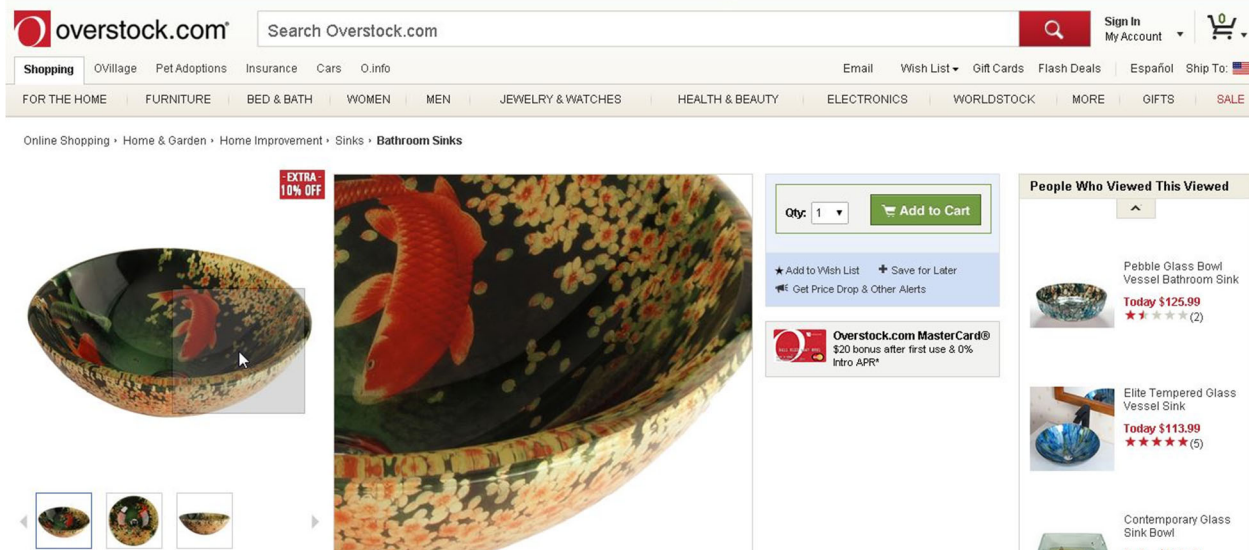 overstock.com
Search Overstock.com
Sign In
My Account
0
Shopping OVillage Pet Adoptions Insurance Cars O.info
Email Wish List Gift Cards Flash Deals Español Ship To:
FOR THE HOME FURNITURE BED & BATH WOMEN MEN JEWELRY & WATCHES HEALTH & BEAUTY ELECTRONICS WORLDSTOCK MORE GIFTS SALE
Online Shopping › Home & Garden › Home Improvement › Sinks › Bathroom Sinks
-EXTRA-
10% OFF
Qty: 1
Add to Cart
Add to Wish List + Save for Later
Get Price Drop & Other Alerts
Overstock.com MasterCard®
$20 bonus after first use & 0%
Intro APR*
People Who Viewed This Viewed
Pebble Glass Bowl
Vessel Bathroom Sink
Today $125.99
(2)
Elite Tempered Glass
Vessel Sink
Today $113.99
(5)
Contemporary Glass
Sink Bowl